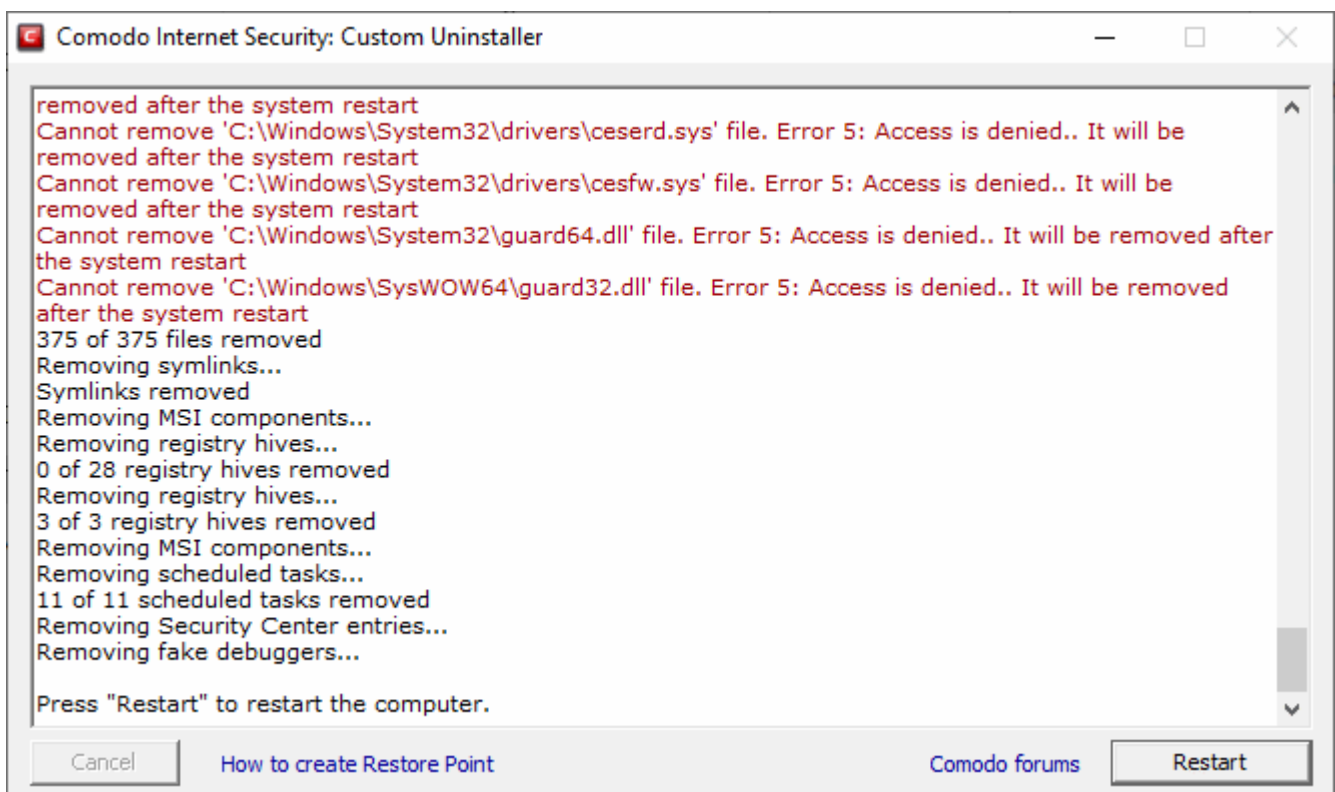 Comodo Internet Security: Custom Uninstaller
removed after the system restart
Cannot remove 'C:\Windows\System32\drivers\ceserd.sys' file. Error 5: Access is denied.. It will be
removed after the system restart
Cannot remove 'C:\Windows\System32\drivers\cesfw.sys' file. Error 5: Access is denied.. It will be
removed after the system restart
Cannot remove 'C:\Windows\System32\guard64.dll' file. Error 5: Access is denied.. It will be removed after
the system restart
Cannot remove 'C:\Windows\SysWOW64\guard32.dll' file. Error 5: Access is denied.. It will be removed
after the system restart
375 of 375 files removed
Removing symlinks...
Symlinks removed
Removing MSI components...
Removing registry hives...
0 of 28 registry hives removed
Removing registry hives...
3 of 3 registry hives removed
Removing MSI components...
Removing scheduled tasks...
11 of 11 scheduled tasks removed
Removing Security Center entries...
Removing fake debuggers...
Press "Restart" to restart the computer.
Cancel How to create Restore Point Comodo forums Restart